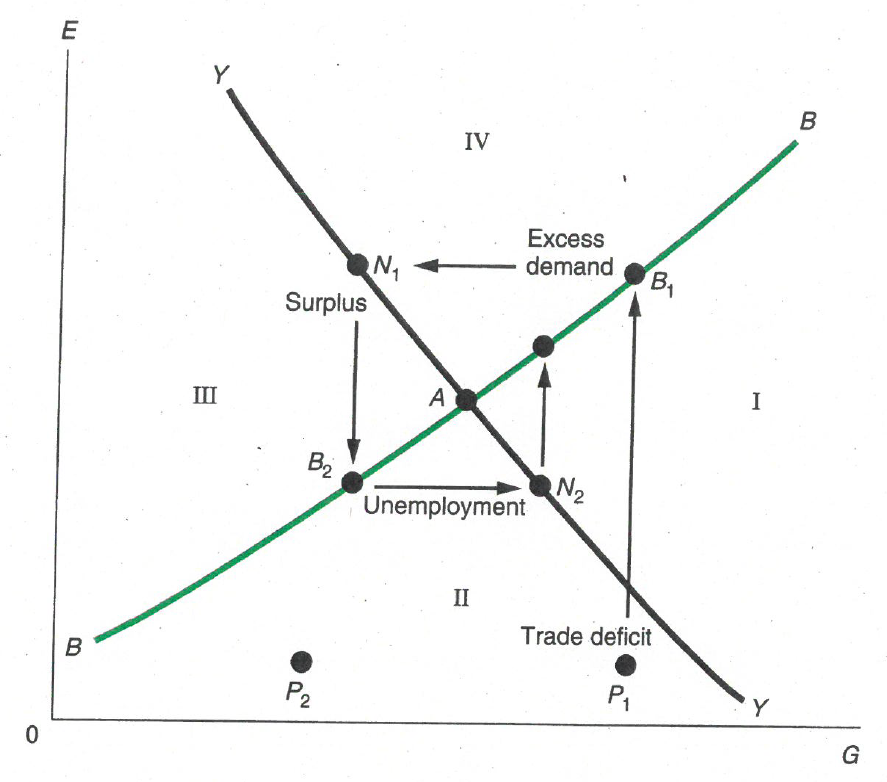 E
Y
B
IV
Excess
demand
N1
B1
Surplus
A
III
I
B2
N2
Unemployment
II
Trade deficit
B
P2
P1
Y
0
G